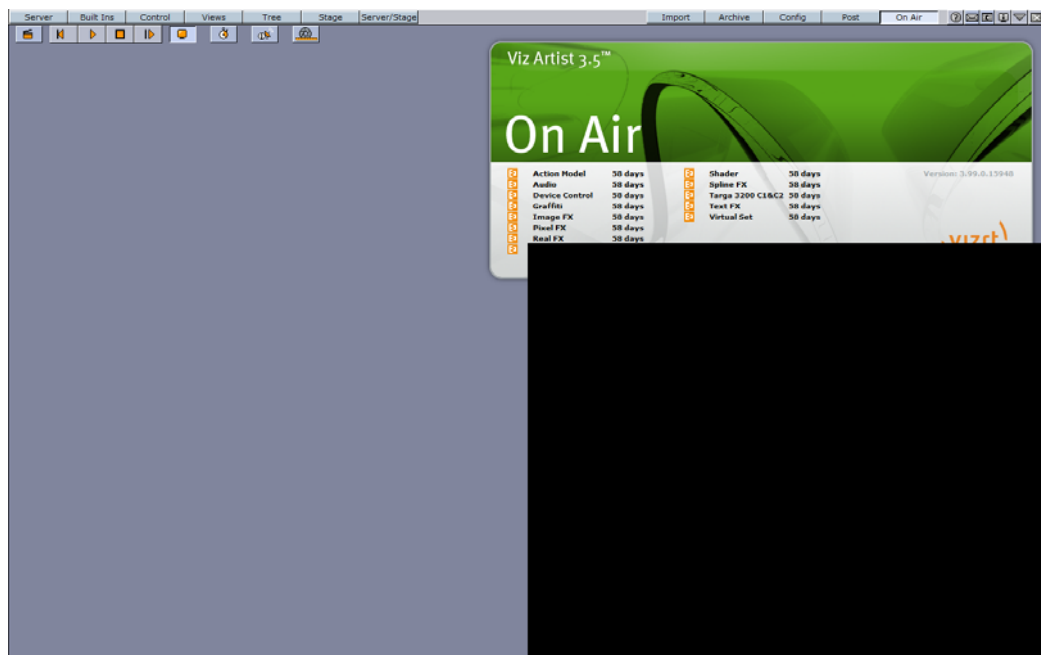 Server Built Ins Control Views Tree Stage Server/Stage Import Archive Config Post On Air
Viz Artist 3.5™
On Air
Action Model 58 days Shader 58 days Version: 3.99.0.15948
Audio 58 days Spline FX 58 days
Device Control 58 days Targa 3200 C1&C2 58 days
Graffiti 58 days Text FX 58 days
Image FX 58 days Virtual Set 58 days
Pixel FX 58 days
Real FX 58 days
vizrt